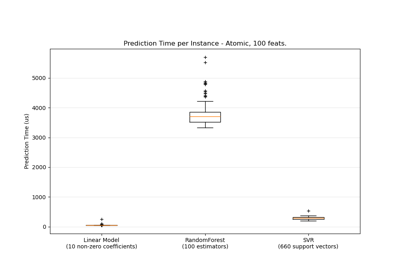 Prediction Time per Instance - Atomic, 100 feats.
Prediction Time (us)
5000
4000
3000
2000
1000
0
Linear Model
(10 non-zero coefficients)
RandomForest
(100 estimators)
SVR
(660 support vectors)